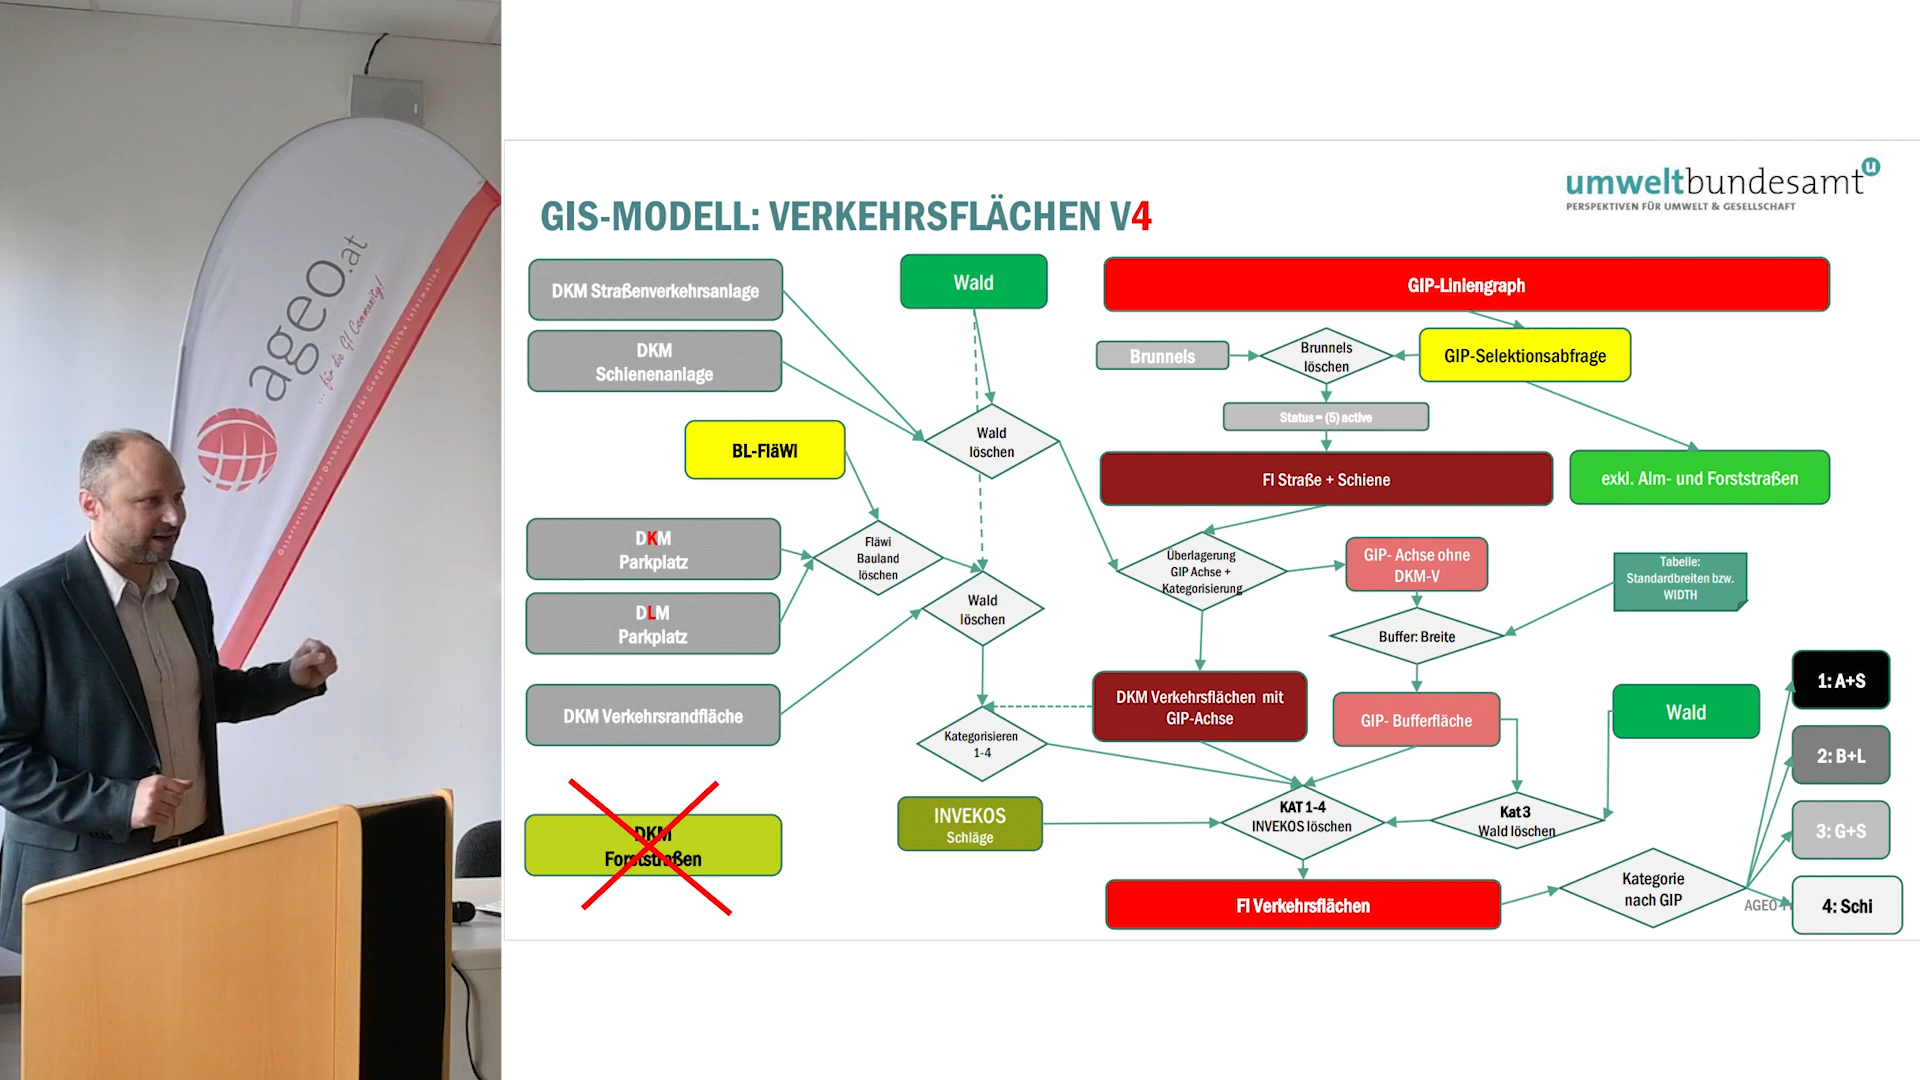 umweltbundesamt
PERSPEKTIVEN FÜR UMWELT & GESELLSCHAFT
GIS-MODELL: VERKEHRSFLÄCHEN V4
DKM Straßenverkehrsanlage
DKM
Schienenanlage
BL-FläWI
DKM
Parkplatz
DLM
Parkplatz
DKM Verkehrsrandfläche
DKM
Forststraßen
Wald
Wald
löschen
Fläwi
Bauland
löschen
Wald
löschen
Kategorisieren
1-4
INVEKOS
Schläge
GIP-Liniengraph
Brunnels
Brunnels
löschen
GIP-Selektionsabfrage
Status = (5) active
FI Straße + Schiene
exkl. Alm- und Forststraßen
Überlagerung
GIP Achse +
Kategorisierung
GIP- Achse ohne
DKM-V
Tabelle:
Standardbreiten bzw.
WIDTH
Buffer: Breite
DKM Verkehrsflächen mit
GIP-Achse
GIP- Bufferfläche
Wald
KAT 1-4
INVEKOS löschen
Kat 3
Wald löschen
FI Verkehrsflächen
Kategorie
nach GIP
1: A+S
2: B+L
3: G+S
4: Schi
AGEO
ageo.at
... für die GI Community!
Österreichischer Dachverband für Geographische Information